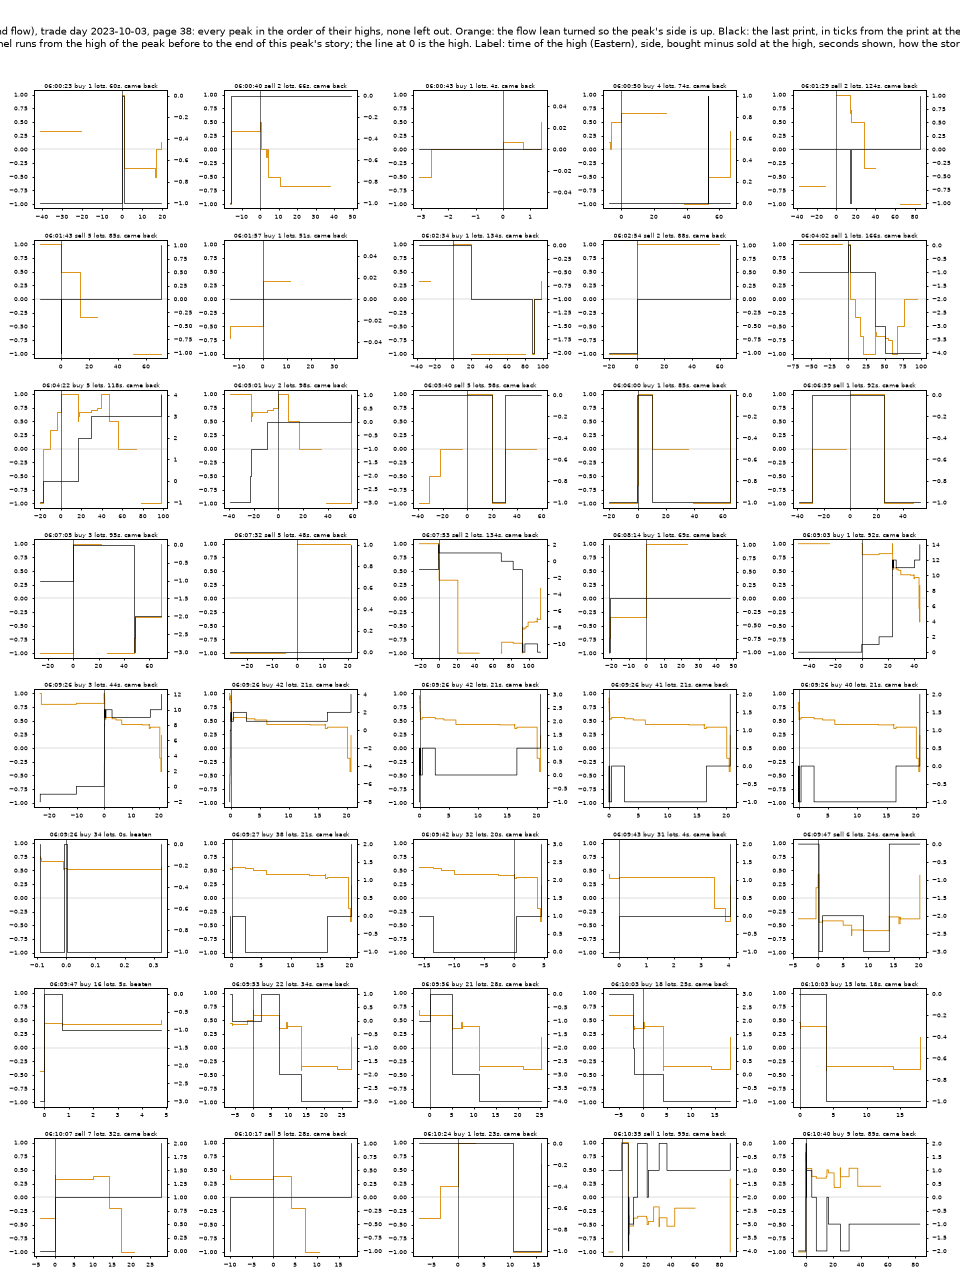 nd flow), trade day 2023-10-03, page 38: every peak in the order of their highs, none left out. Orange: the flow lean turned so the peak's side is up. Black: the last print, in ticks from the print at the
nel runs from the high of the peak before to the end of this peak's story; the line at 0 is the high. Label: time of the high (Eastern), side, bought minus sold at the high, seconds shown, how the stor
06:00:23 buy 1 lots. 60s. came back
06:00:40 sell 2 lots. 66s. came back
06:00:43 buy 1 lots. 4s. came back
06:00:50 buy 4 lots. 74s. came back
06:01:29 sell 2 lots. 124s. came back
06:01:43 sell 5 lots. 85s. came back
06:01:57 buy 1 lots. 51s. came back
06:02:34 buy 1 lots. 134s. came back
06:02:54 sell 2 lots. 88s. came back
06:04:02 sell 1 lots. 166s. came back
06:04:22 buy 5 lots. 118s. came back
06:05:01 buy 2 lots. 98s. came back
06:05:40 sell 5 lots. 98s. came back
06:06:00 buy 1 lots. 85s. came back
06:06:39 sell 1 lots. 92s. came back
06:07:05 buy 3 lots. 95s. came back
06:07:32 buy 5 lots. 48s. came back
06:07:53 sell 2 lots. 134s. came back
06:08:14 buy 1 lots. 69s. came back
06:09:03 buy 1 lots. 92s. came back
06:09:26 buy 3 lots. 44s. came back
06:09:26 buy 42 lots. 21s. came back
06:09:26 buy 42 lots. 21s. came back
06:09:26 buy 41 lots. 21s. came back
06:09:26 buy 40 lots. 21s. came back
06:09:26 buy 34 lots. 0s. beaten
06:09:27 buy 38 lots. 21s. came back
06:09:42 buy 32 lots. 20s. came back
06:09:43 buy 31 lots. 4s. came back
06:09:47 sell 6 lots. 24s. came back
06:09:47 buy 16 lots. 5s. beaten
06:09:53 buy 22 lots. 34s. came back
06:09:56 buy 21 lots. 28s. came back
06:10:03 buy 18 lots. 25s. came back
06:10:03 buy 15 lots. 18s. came back
06:10:07 sell 7 lots. 32s. came back
06:10:17 sell 5 lots. 28s. came back
06:10:24 buy 1 lots. 23s. came back
06:10:35 sell 1 lots. 99s. came back
06:10:40 buy 5 lots. 89s. came back